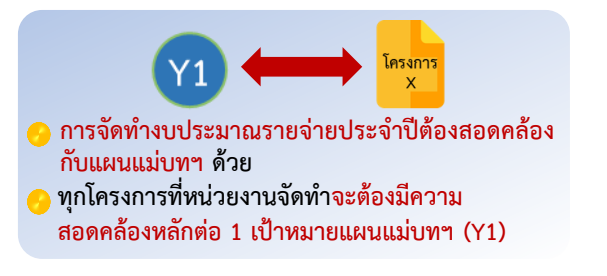 Y1
โครงการ
X
การจัดทำงบประมาณรายจ่ายประจำปีต้องสอดคล้อง
กับแผนแม่บทฯ ด้วย
ทุกโครงการที่หน่วยงานจัดทำจะต้องมีความ
สอดคล้องหลักต่อ 1 เป้าหมายแผนแม่บทฯ (Y1)